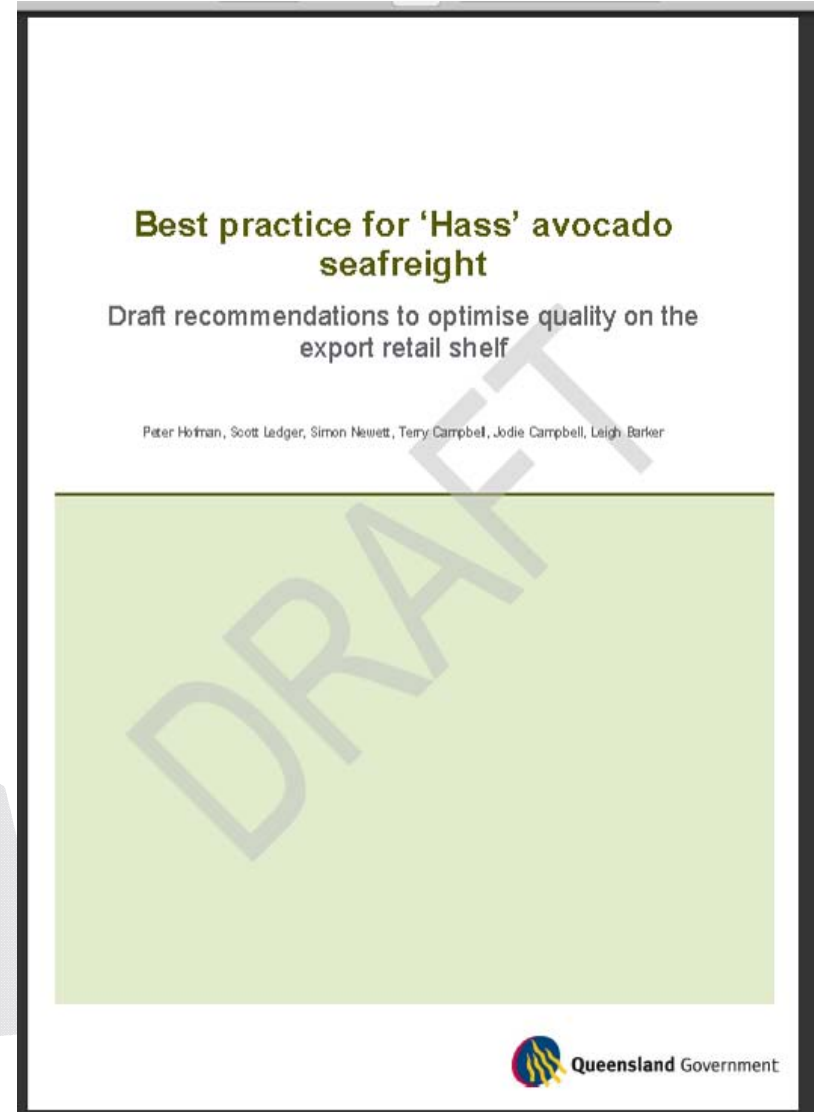 Best practice for ‘Hass’ avocado
seafreight
Draft recommendations to optimise quality on the
export retail shelf
Peter Hofman, Scott Ledger, Simon Newett, Terry Campbell, Jodie Campbell, Leigh Barker
DRAFT
Queensland Government